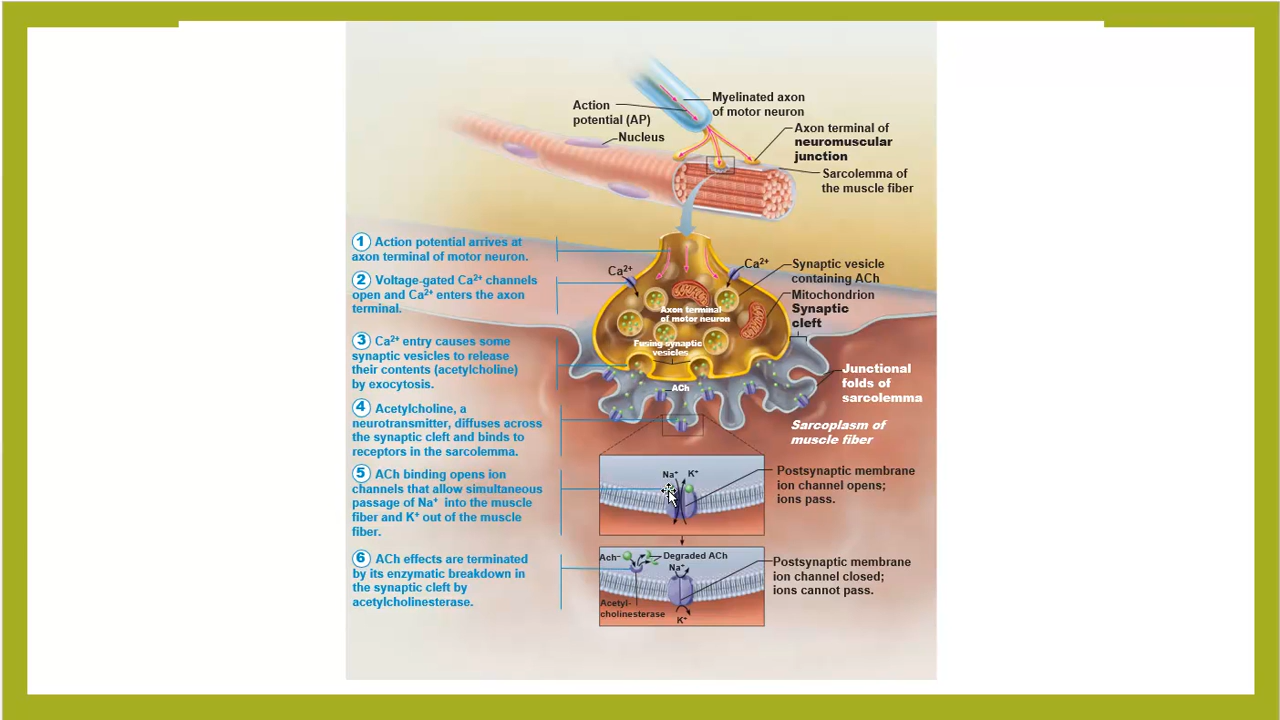 Action
potential (AP)
Myelinated axon
of motor neuron
Nucleus
Axon terminal of
neuromuscular
junction
Sarcolemma of
the muscle fiber
1 Action potential arrives at
axon terminal of motor neuron.
2 Voltage-gated Ca²⁺ channels
open and Ca²⁺ enters the axon
terminal.
3 Ca²⁺ entry causes some
synaptic vesicles to release
their contents (acetylcholine)
by exocytosis.
4 Acetylcholine, a
neurotransmitter, diffuses across
the synaptic cleft and binds to
receptors in the sarcolemma.
5 ACh binding opens ion
channels that allow simultaneous
passage of Na⁺ into the muscle
fiber and K⁺ out of the muscle
fiber.
6 ACh effects are terminated
by its enzymatic breakdown in
the synaptic cleft by
acetylcholinesterase.
Ca²⁺
Ca²⁺
Synaptic vesicle
containing ACh
Mitochondrion
Synaptic
cleft
Axon terminal
of motor neuron
Fusing synaptic
vesicles
ACh
Junctional
folds of
sarcolemma
Sarcoplasm of
muscle fiber
Na⁺
K⁺
Postsynaptic membrane
ion channel opens;
ions pass.
Ach
Degraded ACh
Na⁺
Acetyl-
cholinesterase
K⁺
Postsynaptic membrane
ion channel closed;
ions cannot pass.